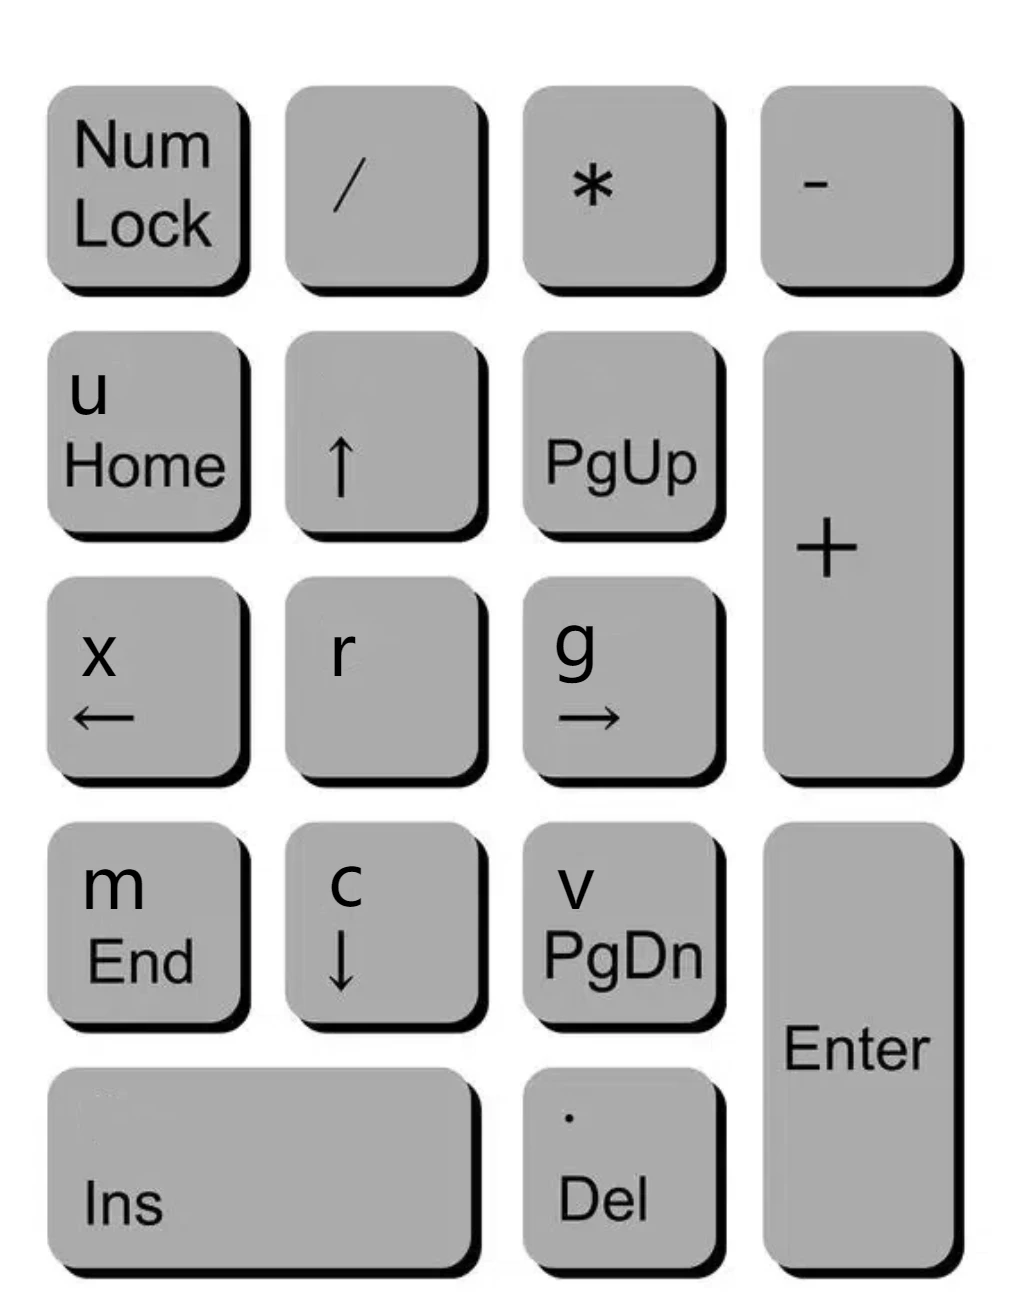 Num
Lock
/
*
-
u
Home
↑
PgUp
+
x
←
r
g
→
m
End
c
↓
v
PgDn
Enter
Ins
.
Del